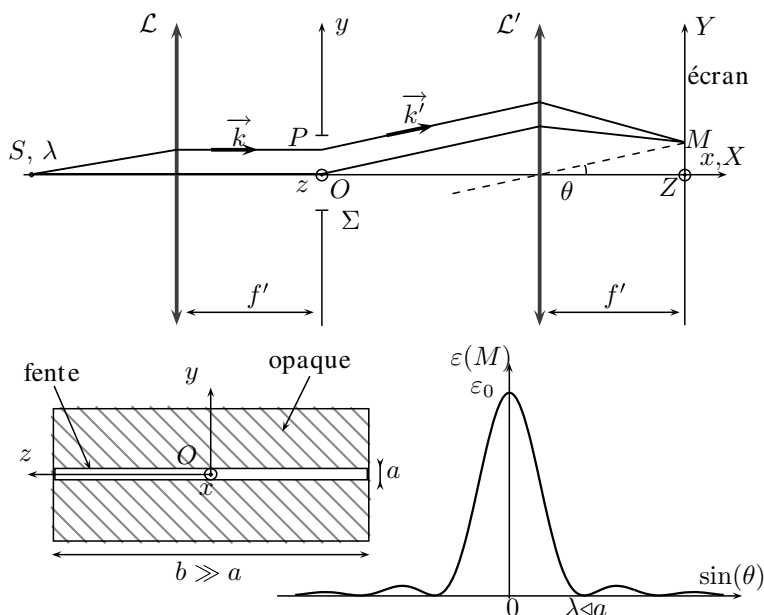 ℒ y ℒ′ Y
écran
S, λ k⃗ P k⃗′ M
z O θ Z x,X
Σ
f′ f′
fente y opaque
z O x a
b ≫ a
ε(M)
ε₀
sin(θ)
0 λ◃a